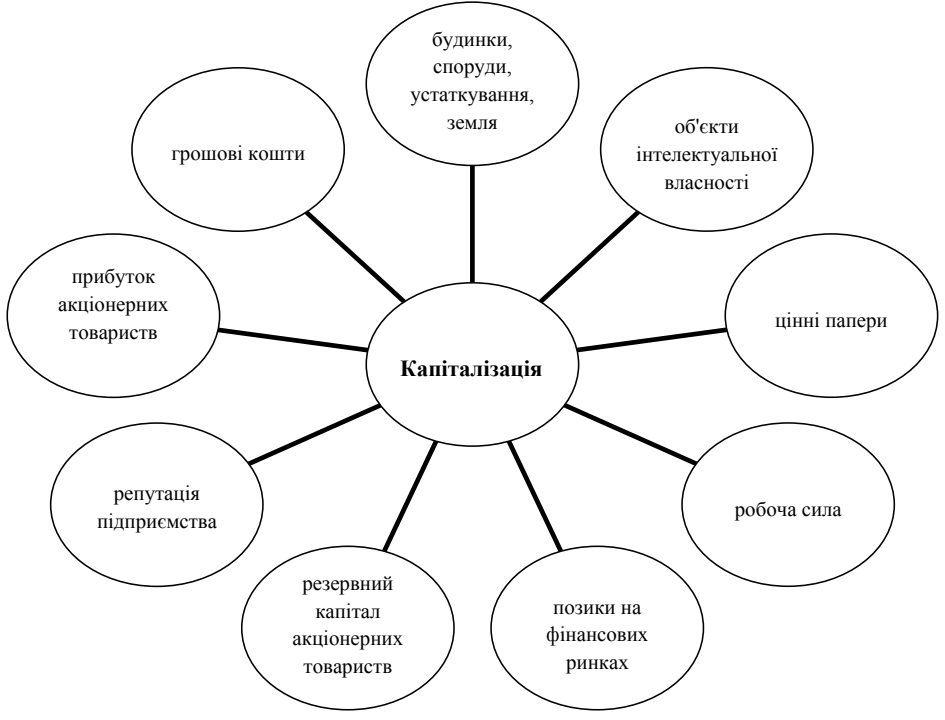 будинки,
споруди,
устаткування,
земля
об'єкти
інтелектуальної
власності
цінні папери
робоча сила
позики на
фінансових
ринках
резервний
капітал
акціонерних
товариств
репутація
підприємства
прибуток
акціонерних
товариств
грошові кошти
Капіталізація